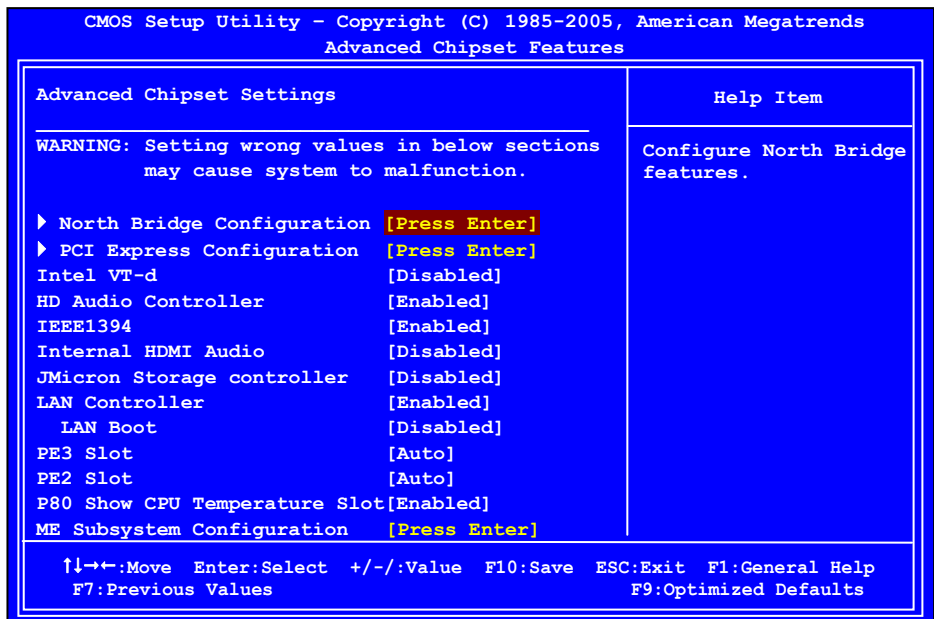 CMOS Setup Utility – Copyright (C) 1985-2005, American Megatrends
Advanced Chipset Features
Advanced Chipset Settings
Help Item
WARNING: Setting wrong values in below sections
may cause system to malfunction.
Configure North Bridge
features.
North Bridge Configuration [Press Enter]
PCI Express Configuration [Press Enter]
Intel VT-d [Disabled]
HD Audio Controller [Enabled]
IEEE1394 [Enabled]
Internal HDMI Audio [Disabled]
JMicron Storage controller [Disabled]
LAN Controller [Enabled]
LAN Boot [Disabled]
PE3 Slot [Auto]
PE2 Slot [Auto]
P80 Show CPU Temperature Slot[Enabled]
ME Subsystem Configuration [Press Enter]
↑↓→←:Move Enter:Select +/-/:Value F10:Save ESC:Exit F1:General Help
F7:Previous Values F9:Optimized Defaults